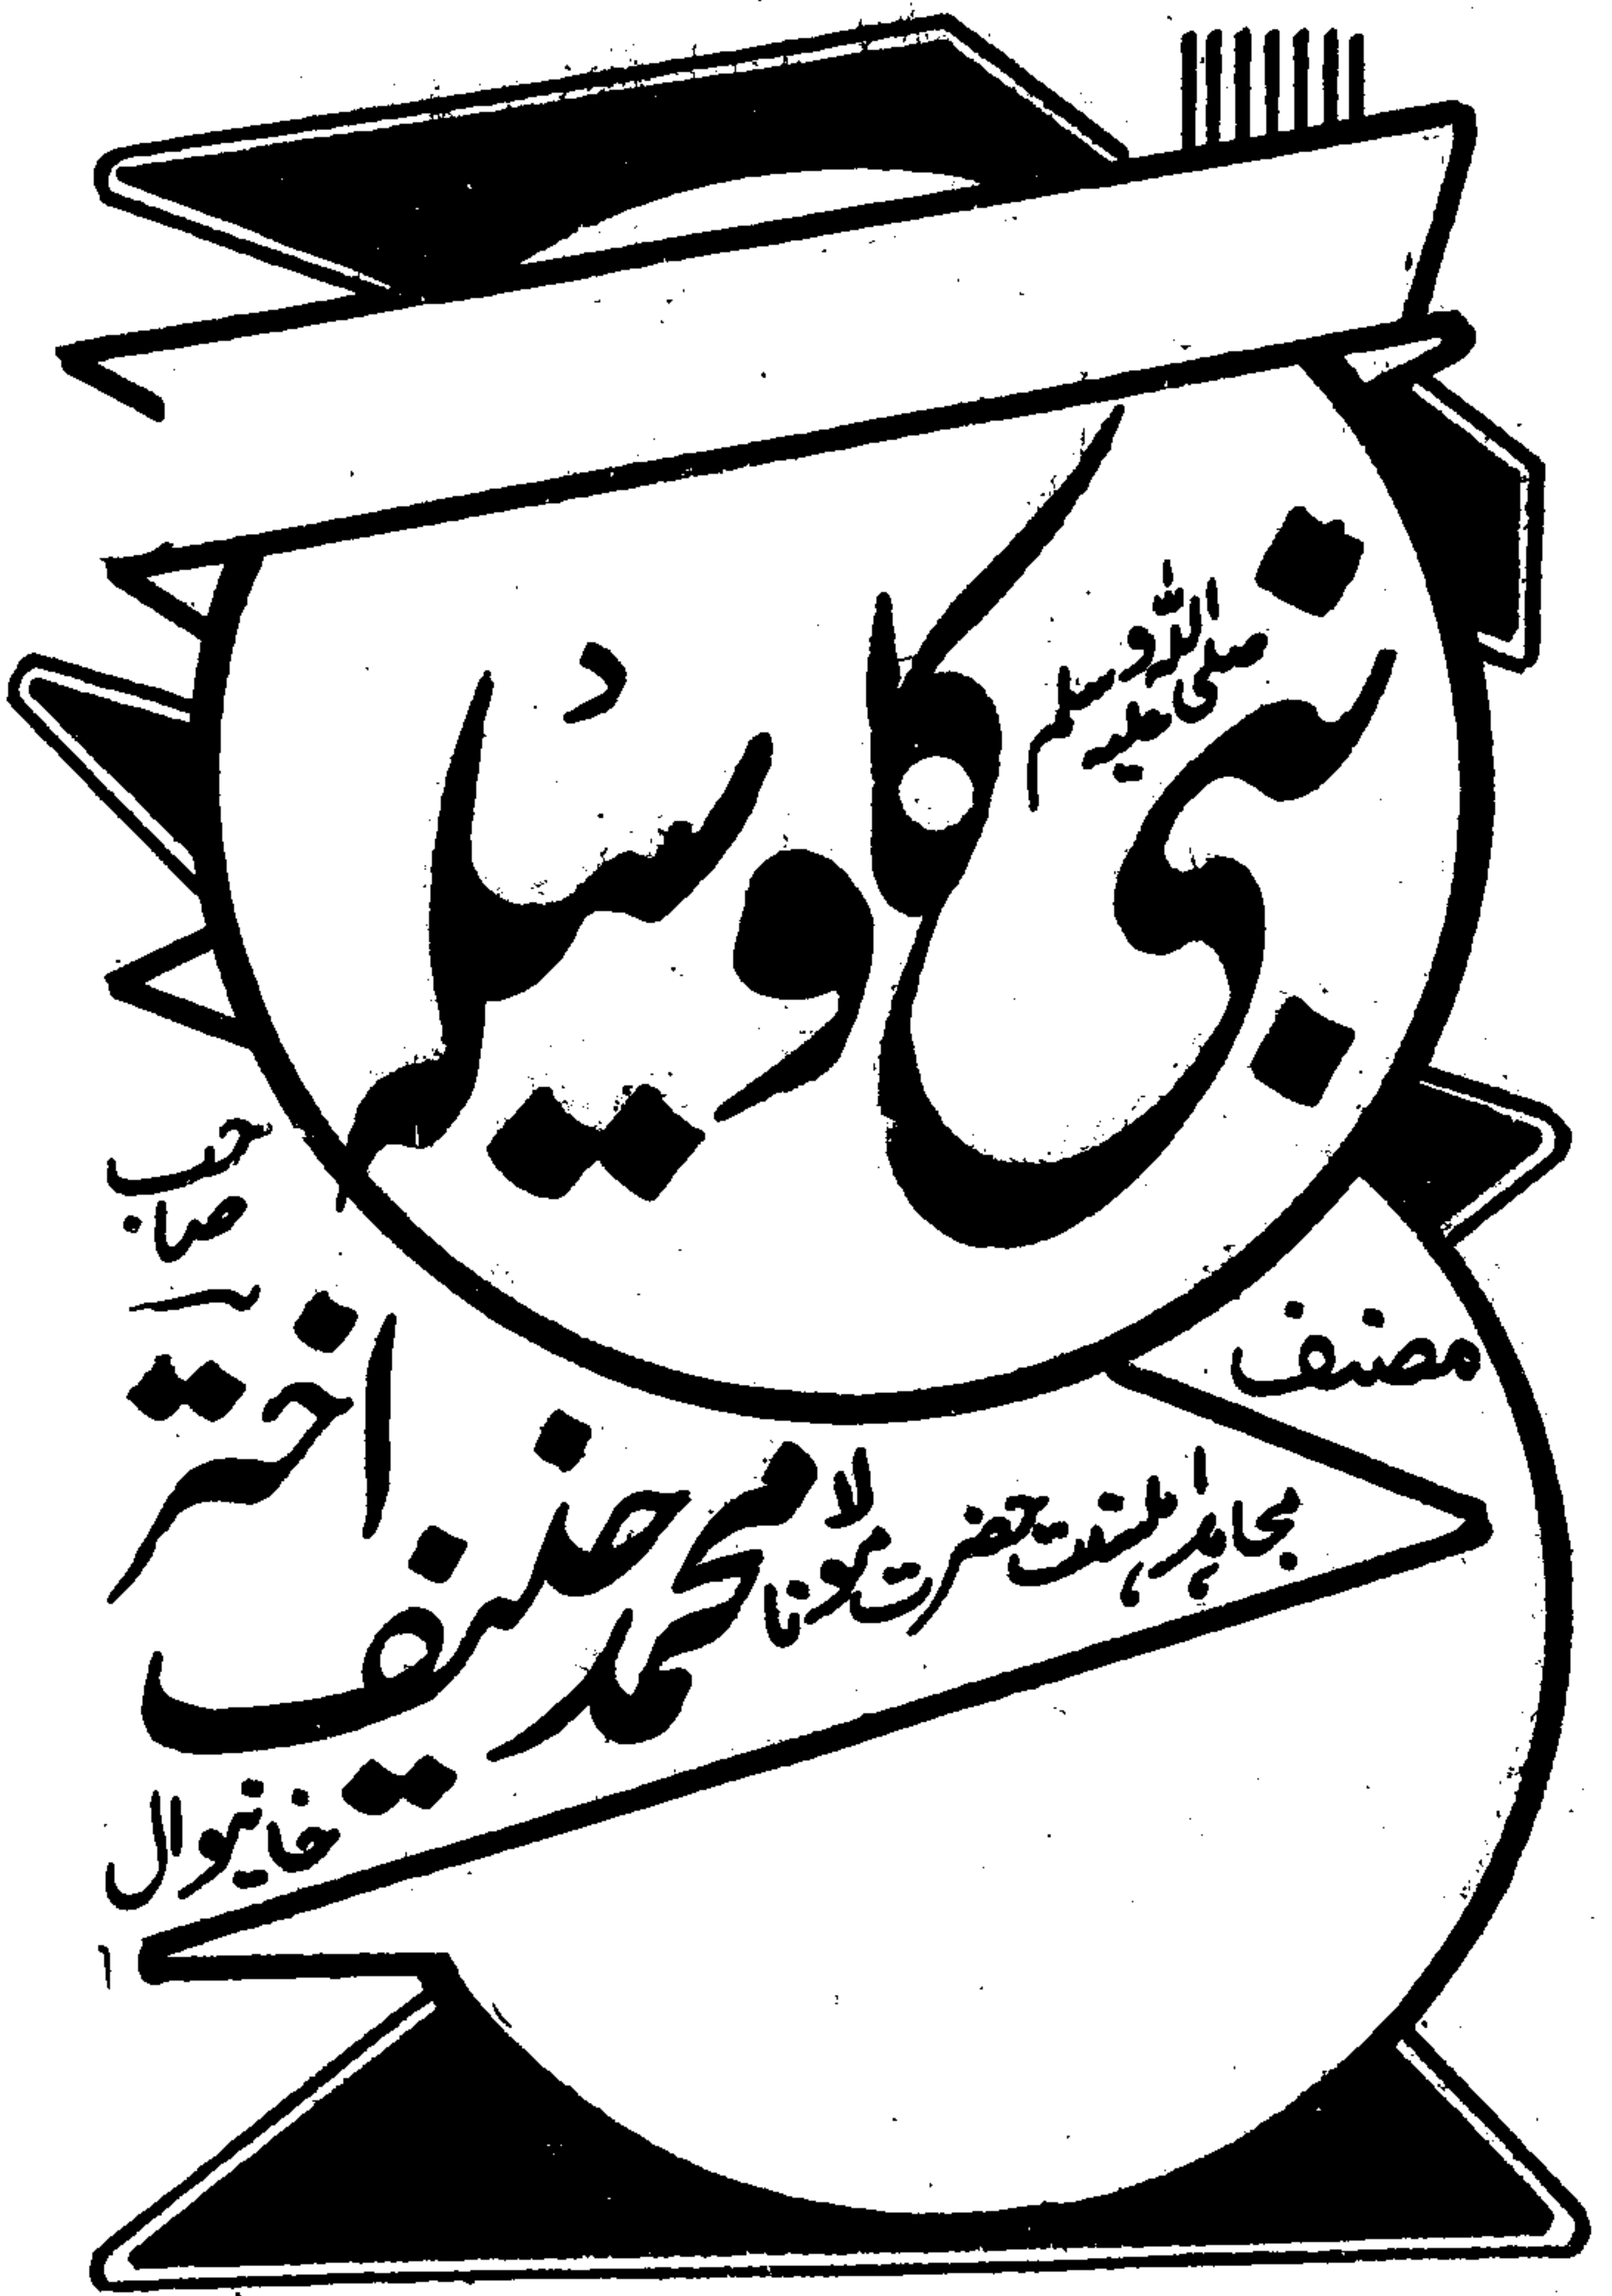 نبی
صلی اللہ علیہ وسلم
کا وسیلہ
مصنف
مجاہد اہلسنت حضرت مولانا محمد حنیف اختر صاحب
خانیوال